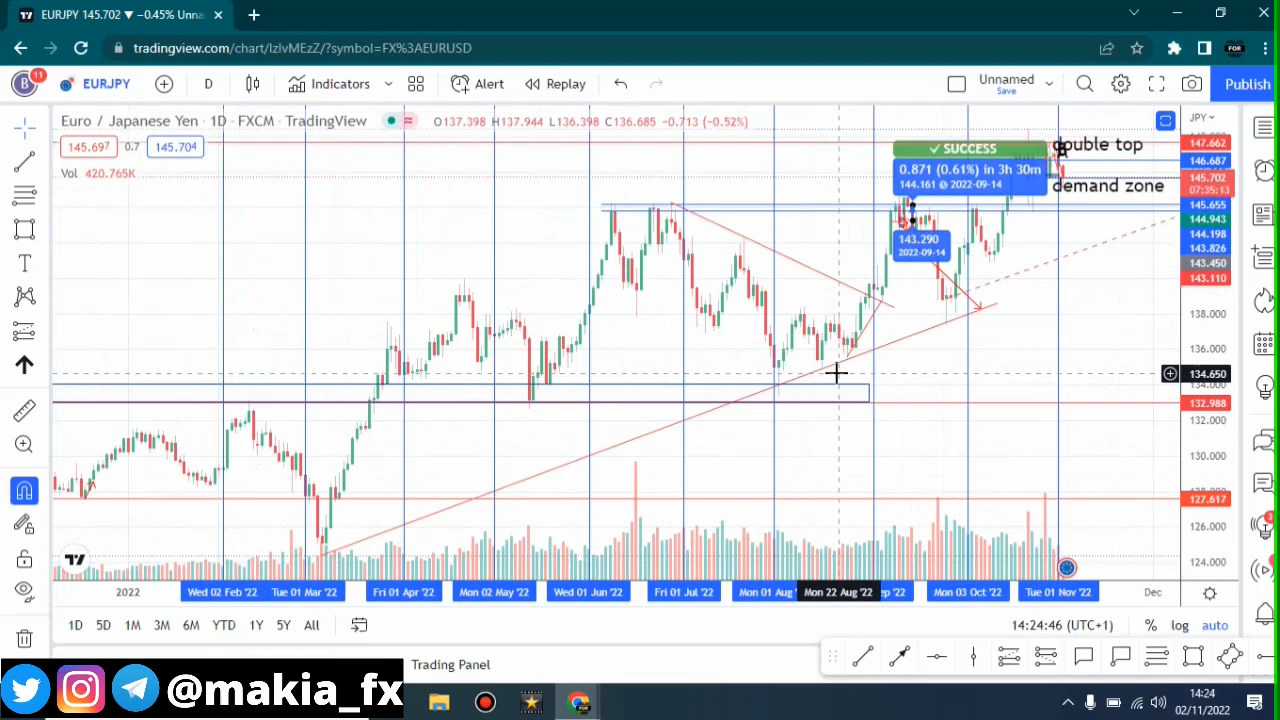 EURJPY 145.702 ▼ −0.45% Unna
tradingview.com/chart/IzlvMEzZ/?symbol=FX%3AEURUSD
FOR
B
11
EURJPY
D
Indicators
Alert
Replay
Unnamed
Save
Publish
Euro / Japanese Yen · 1D · FXCM · TradingView
O137.398 H137.944 L136.398 C136.685 −0.713 (−0.52%)
JPY
145.697
0.7
145.704
Vol 420.765K
✓ SUCCESS
0.871 (0.61%) in 3h 30m
144.161 @ 2022-09-14
143.290
2022-09-14
double top
demand zone
147.662
146.687
145.702
07:35:13
145.655
144.943
144.198
143.826
143.450
143.110
138.000
136.000
134.650
134.000
132.988
132.000
130.000
127.617
126.000
124.000
2022
Wed 02 Feb '22
Tue 01 Mar '22
Fri 01 Apr '22
Mon 02 May '22
Wed 01 Jun '22
Fri 01 Jul '22
Mon 01 Aug '
Mon 22 Aug '22
ep '22
Mon 03 Oct '22
Tue 01 Nov '22
Dec
1D 5D 1M 3M 6M YTD 1Y 5Y All
14:24:46 (UTC+1)
% log auto
Trading Panel
@makia_fx
14:24
02/11/2022